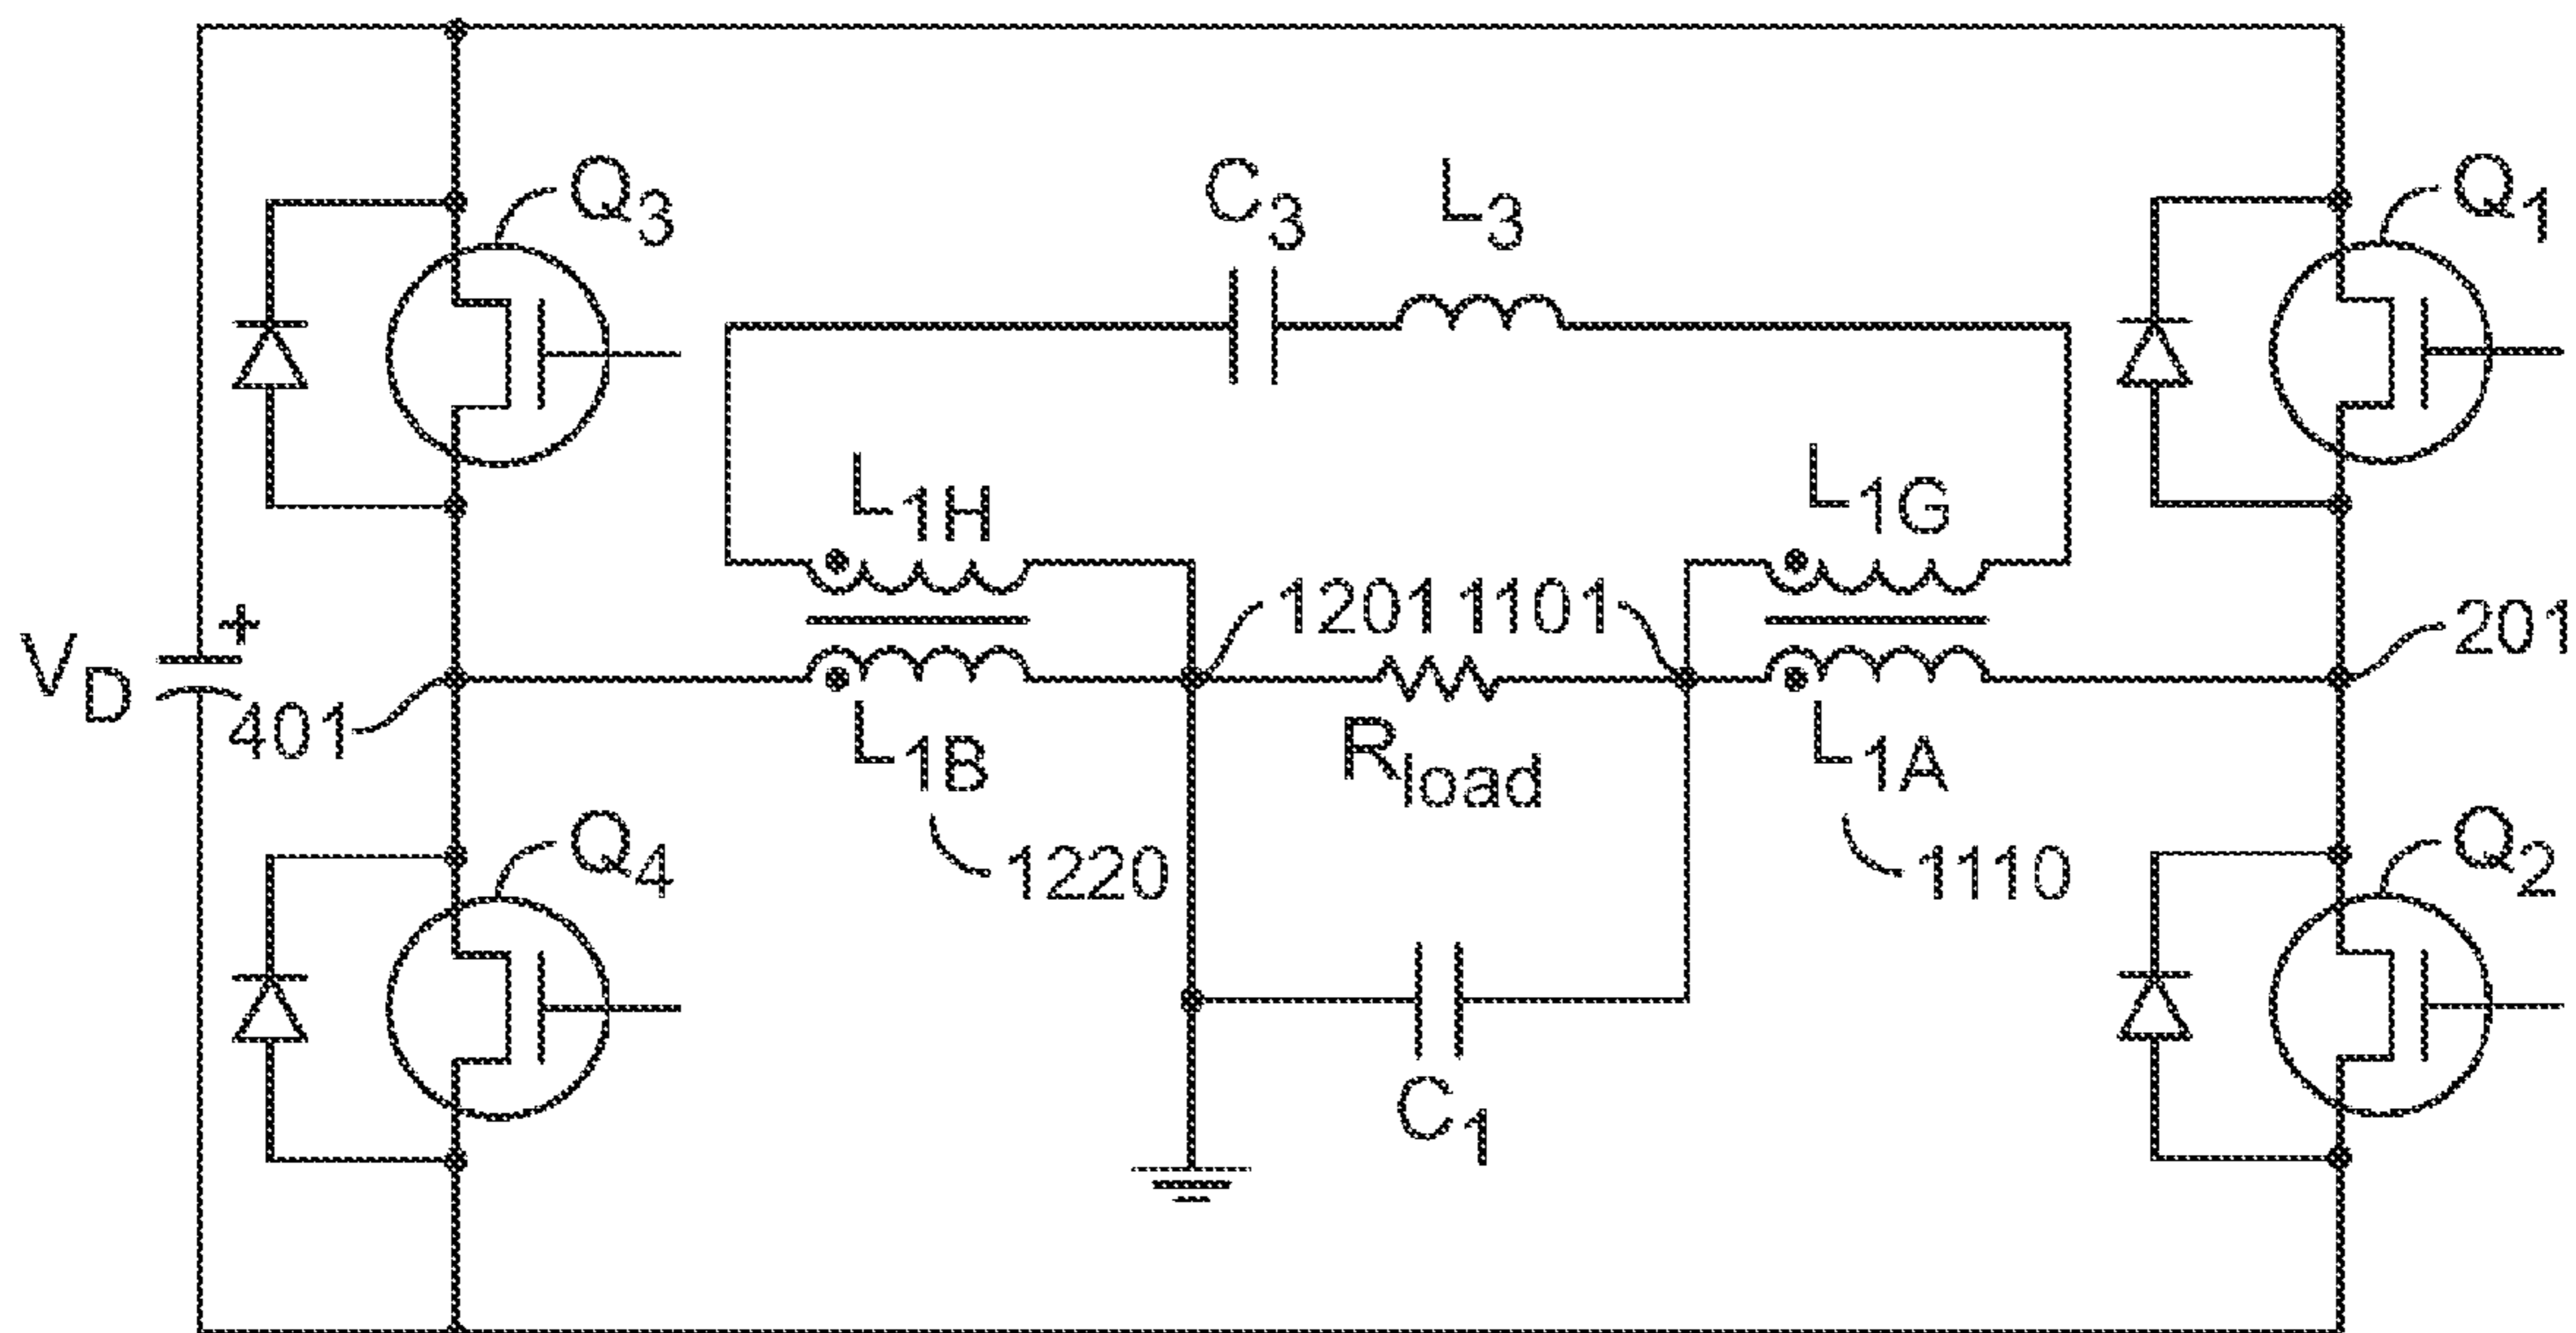 Q3
C3
L3
Q1
L1H
L1G
1201
1101
201
+
VD
401
L1B
Rload
L1A
1220
1110
Q4
Q2
C1